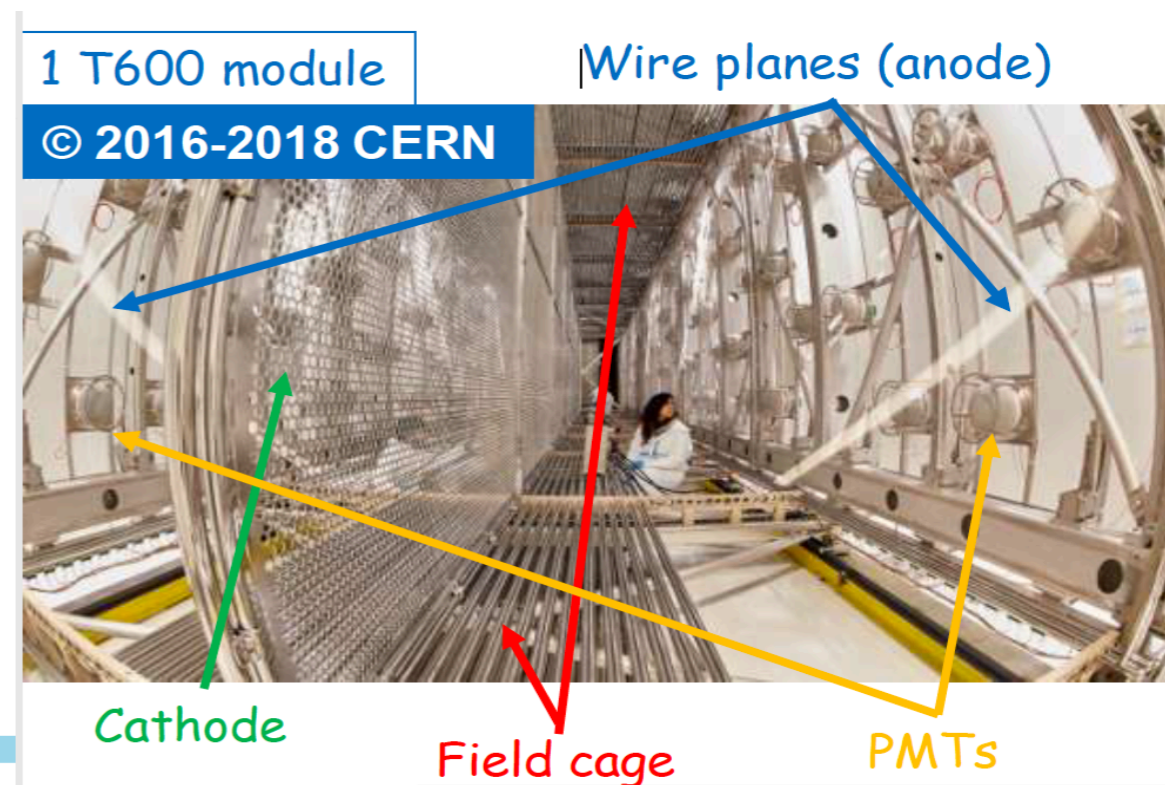 1 T600 module
Wire planes (anode)
© 2016-2018 CERN
Cathode
Field cage
PMTs